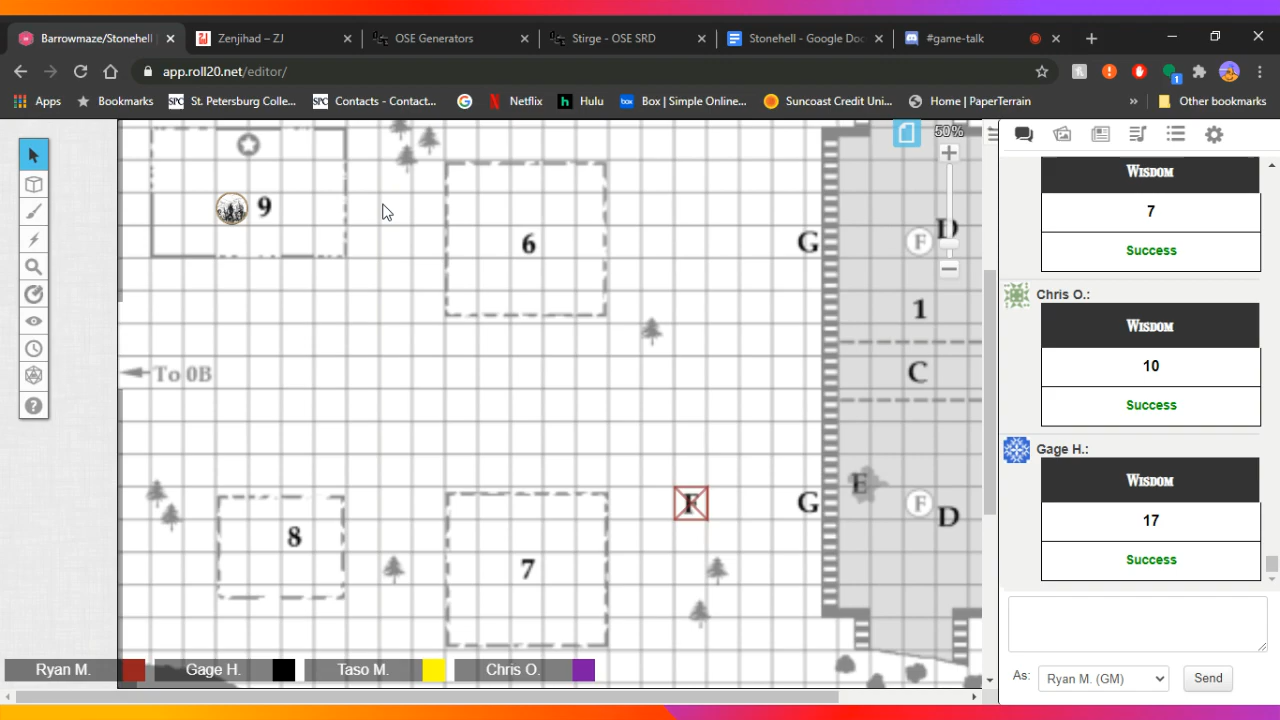 Barrowmaze/Stonehell
Zenjihad – ZJ
OSE Generators
Stirge - OSE SRD
Stonehell - Google Doc
#game-talk
app.roll20.net/editor/
1
Apps
Bookmarks
St. Petersburg Colle...
Contacts - Contact...
Netflix
Hulu
Box | Simple Online...
Suncoast Credit Uni...
Home | PaperTerrain
»
Other bookmarks
50%
9
6
G
F
D
1
To 0B
C
8
7
F
G
E
F
D
Ryan M.
Gage H.
Taso M.
Chris O.
Wisdom
7
Success
Chris O.:
Wisdom
10
Success
Gage H.:
Wisdom
17
Success
As:
Ryan M. (GM)
Send